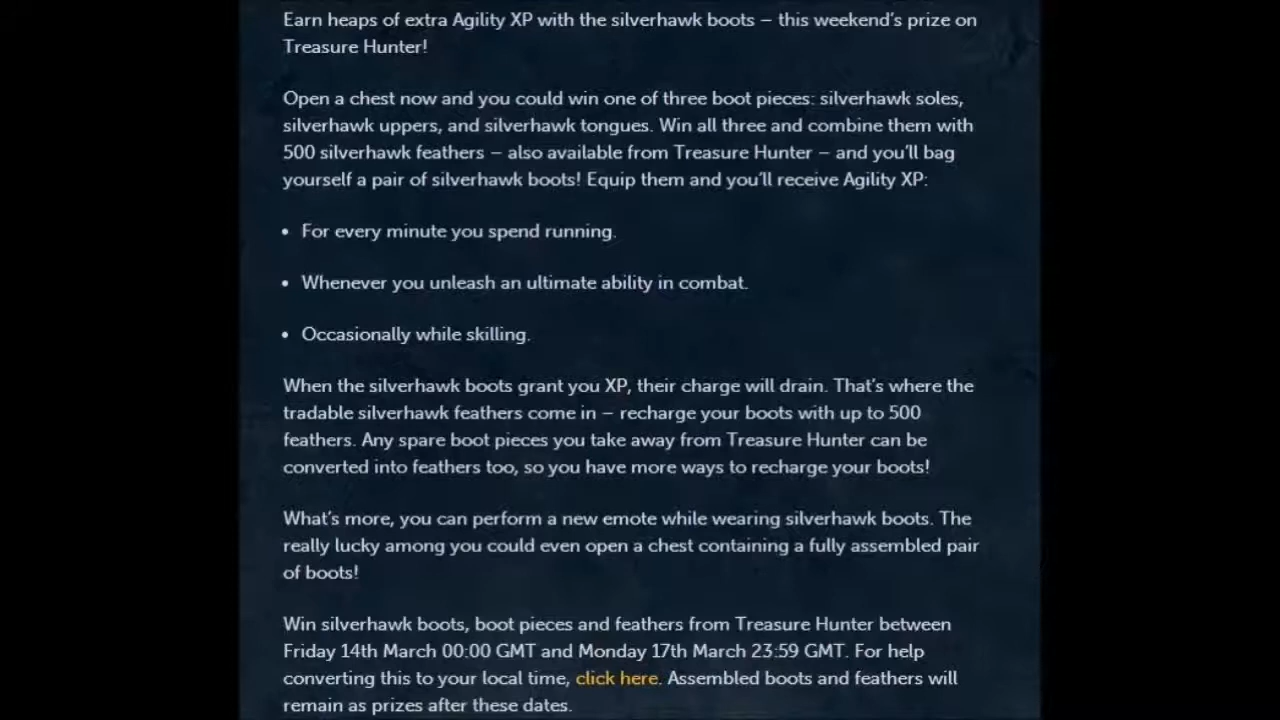 Earn heaps of extra Agility XP with the silverhawk boots – this weekend's prize on
Treasure Hunter!
Open a chest now and you could win one of three boot pieces: silverhawk soles,
silverhawk uppers, and silverhawk tongues. Win all three and combine them with
500 silverhawk feathers – also available from Treasure Hunter – and you'll bag
yourself a pair of silverhawk boots! Equip them and you'll receive Agility XP:
• For every minute you spend running.
• Whenever you unleash an ultimate ability in combat.
• Occasionally while skilling.
When the silverhawk boots grant you XP, their charge will drain. That's where the
tradable silverhawk feathers come in – recharge your boots with up to 500
feathers. Any spare boot pieces you take away from Treasure Hunter can be
converted into feathers too, so you have more ways to recharge your boots!
What's more, you can perform a new emote while wearing silverhawk boots. The
really lucky among you could even open a chest containing a fully assembled pair
of boots!
Win silverhawk boots, boot pieces and feathers from Treasure Hunter between
Friday 14th March 00:00 GMT and Monday 17th March 23:59 GMT. For help
converting this to your local time, click here. Assembled boots and feathers will
remain as prizes after these dates.